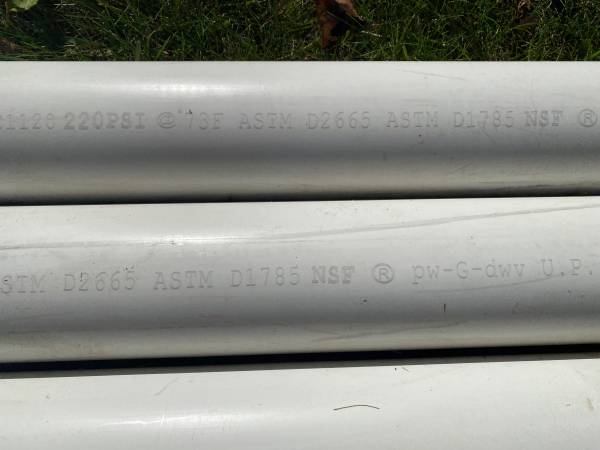 1120 220PSI @ 73F ASTM D2665 ASTM D1785 NSF ®
STM D2665 ASTM D1785 NSF ® pw-G-dwv U.P.